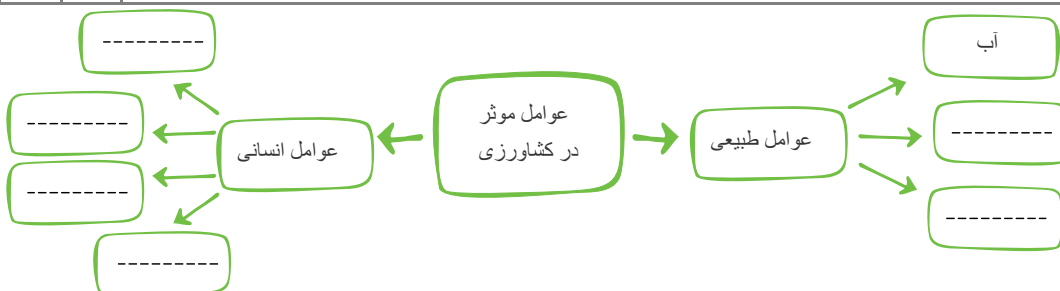 عوامل موثر
در کشاورزی
عوامل طبیعی
آب
---------
---------
عوامل انسانی
---------
---------
---------
---------